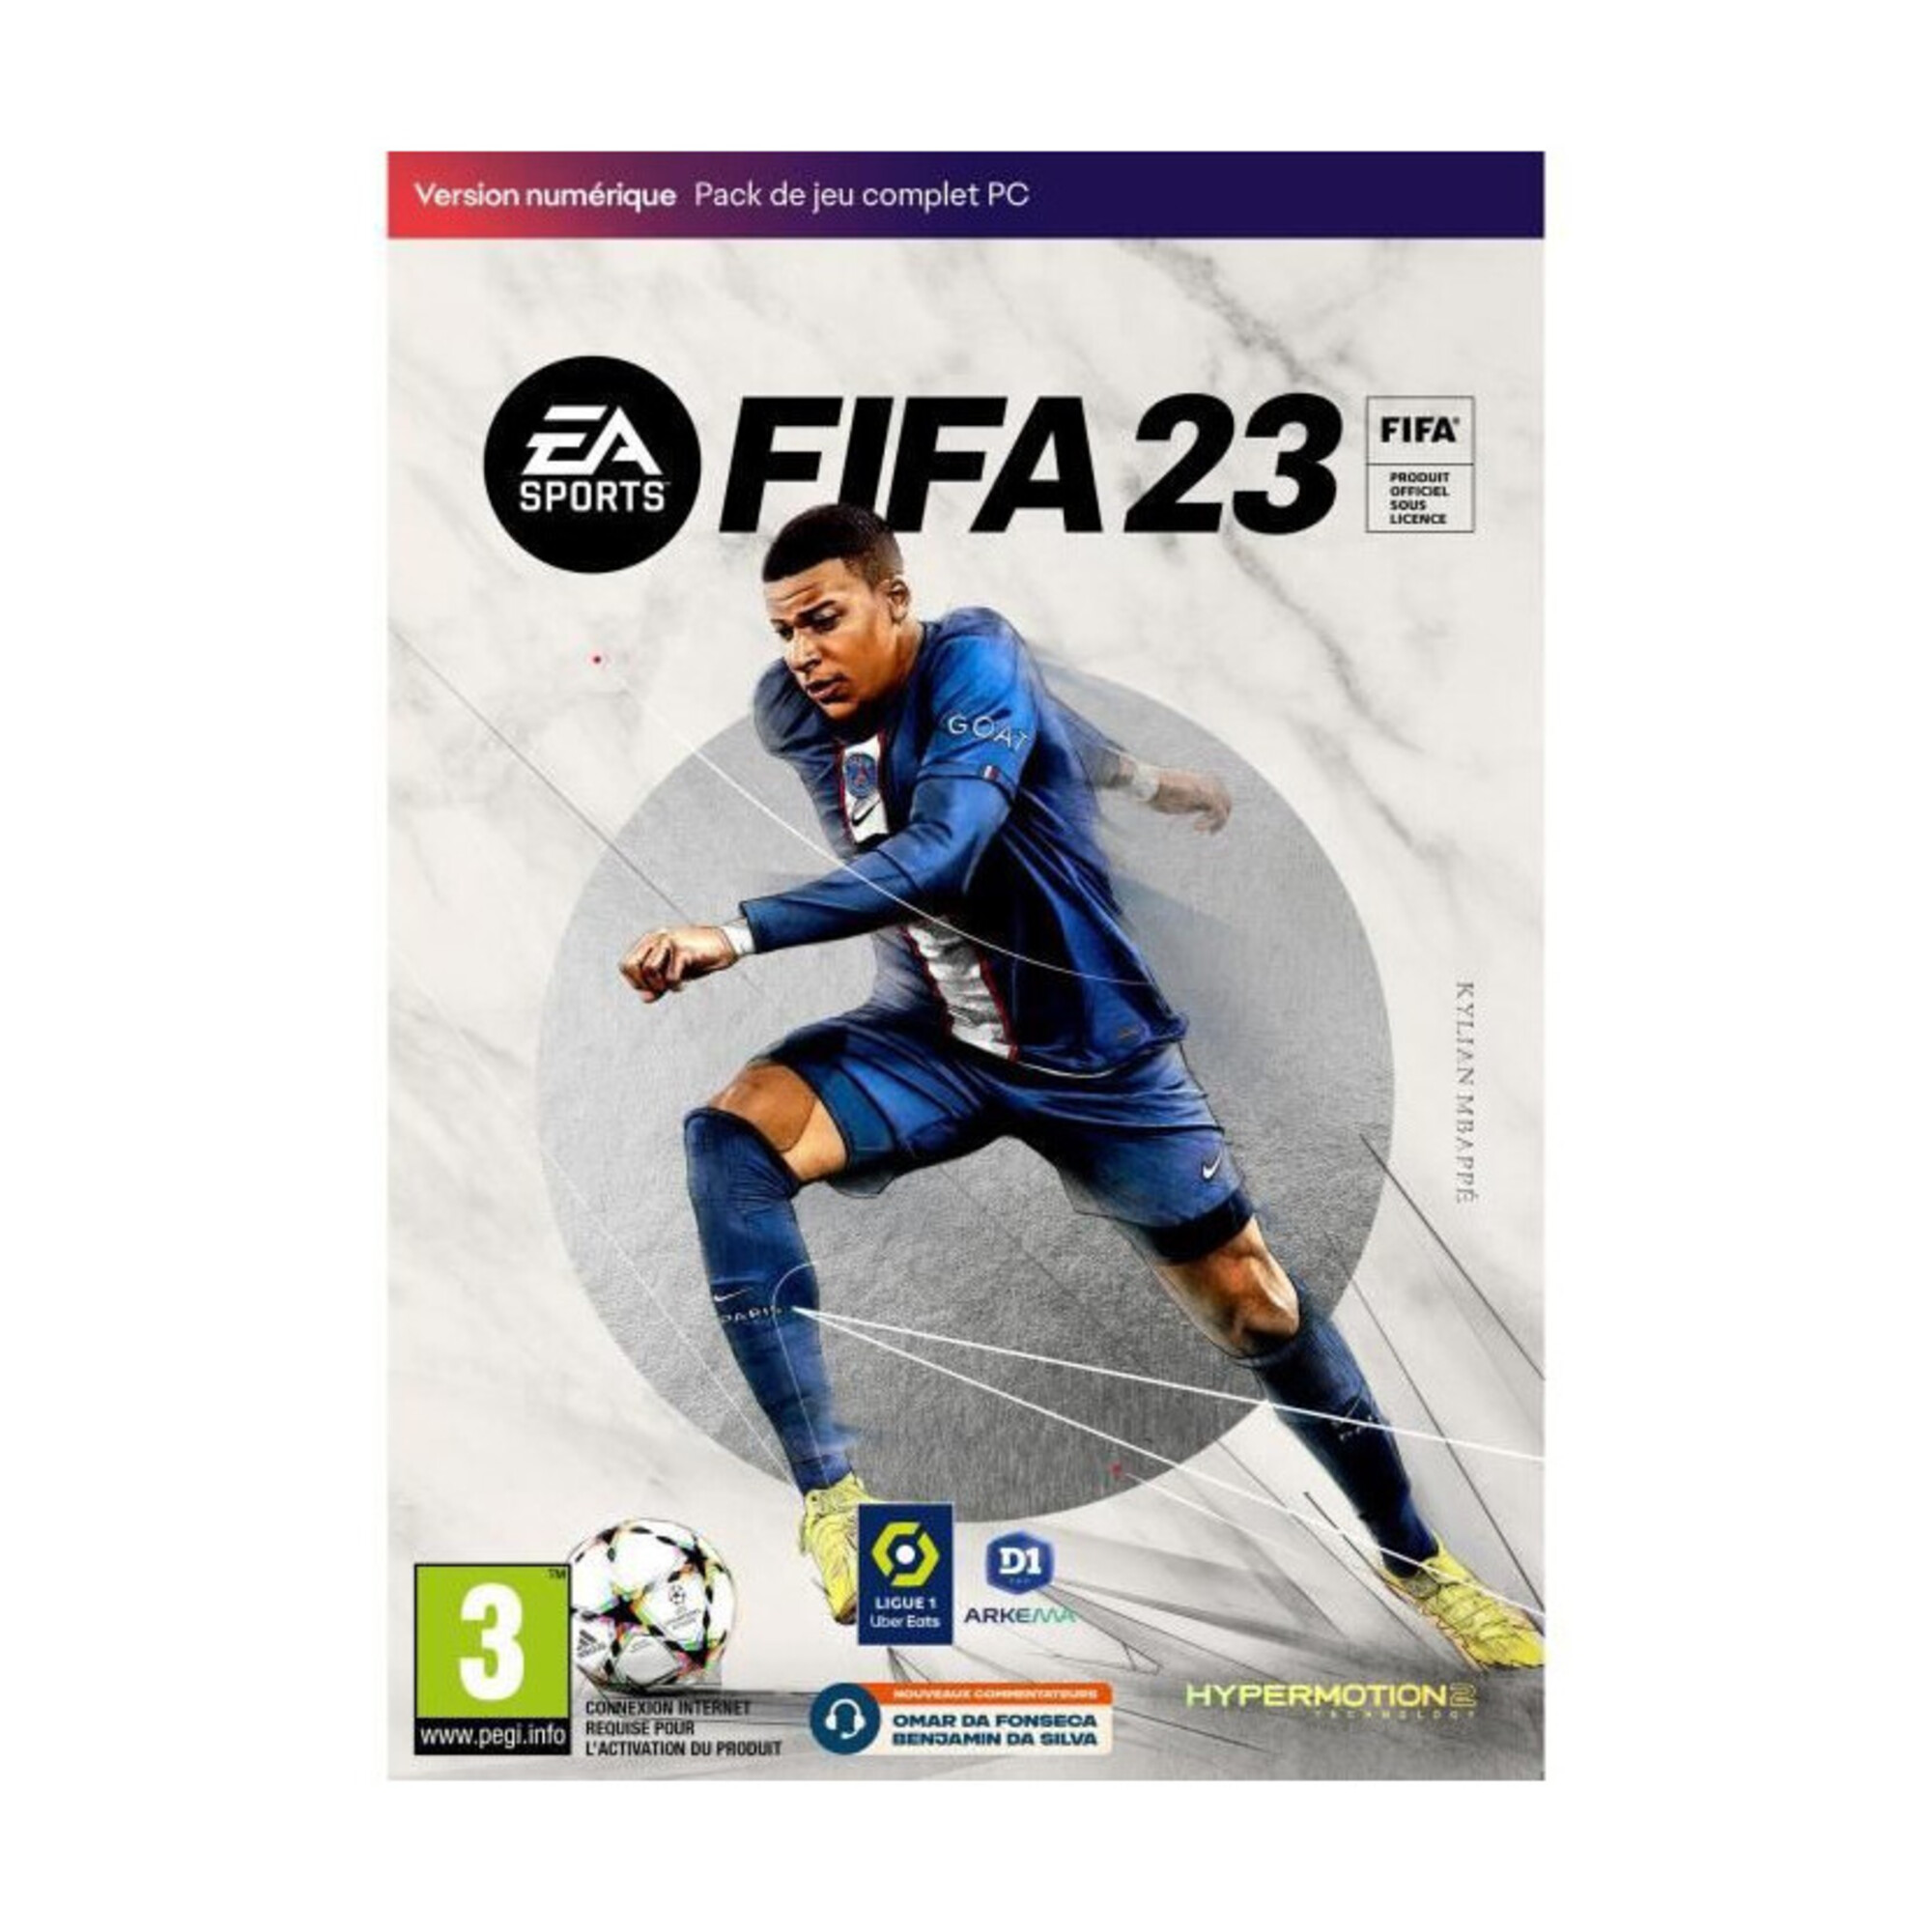 Version numérique Pack de jeu complet PC
EA
SPORTS
FIFA 23
FIFA
PRODUIT
OFFICIEL
SOUS
LICENCE
GOAT
KYLIAN MBAPPÉ
PARIS
3
TM
www.pegi.info
CONNEXION INTERNET
REQUISE POUR
L'ACTIVATION DU PRODUIT
LIGUE 1
Uber Eats
D1
ARKEMA
NOUVEAUX COMMENTATEURS
OMAR DA FONSECA
BENJAMIN DA SILVA
HYPERMOTION2
TECHNOLOGY